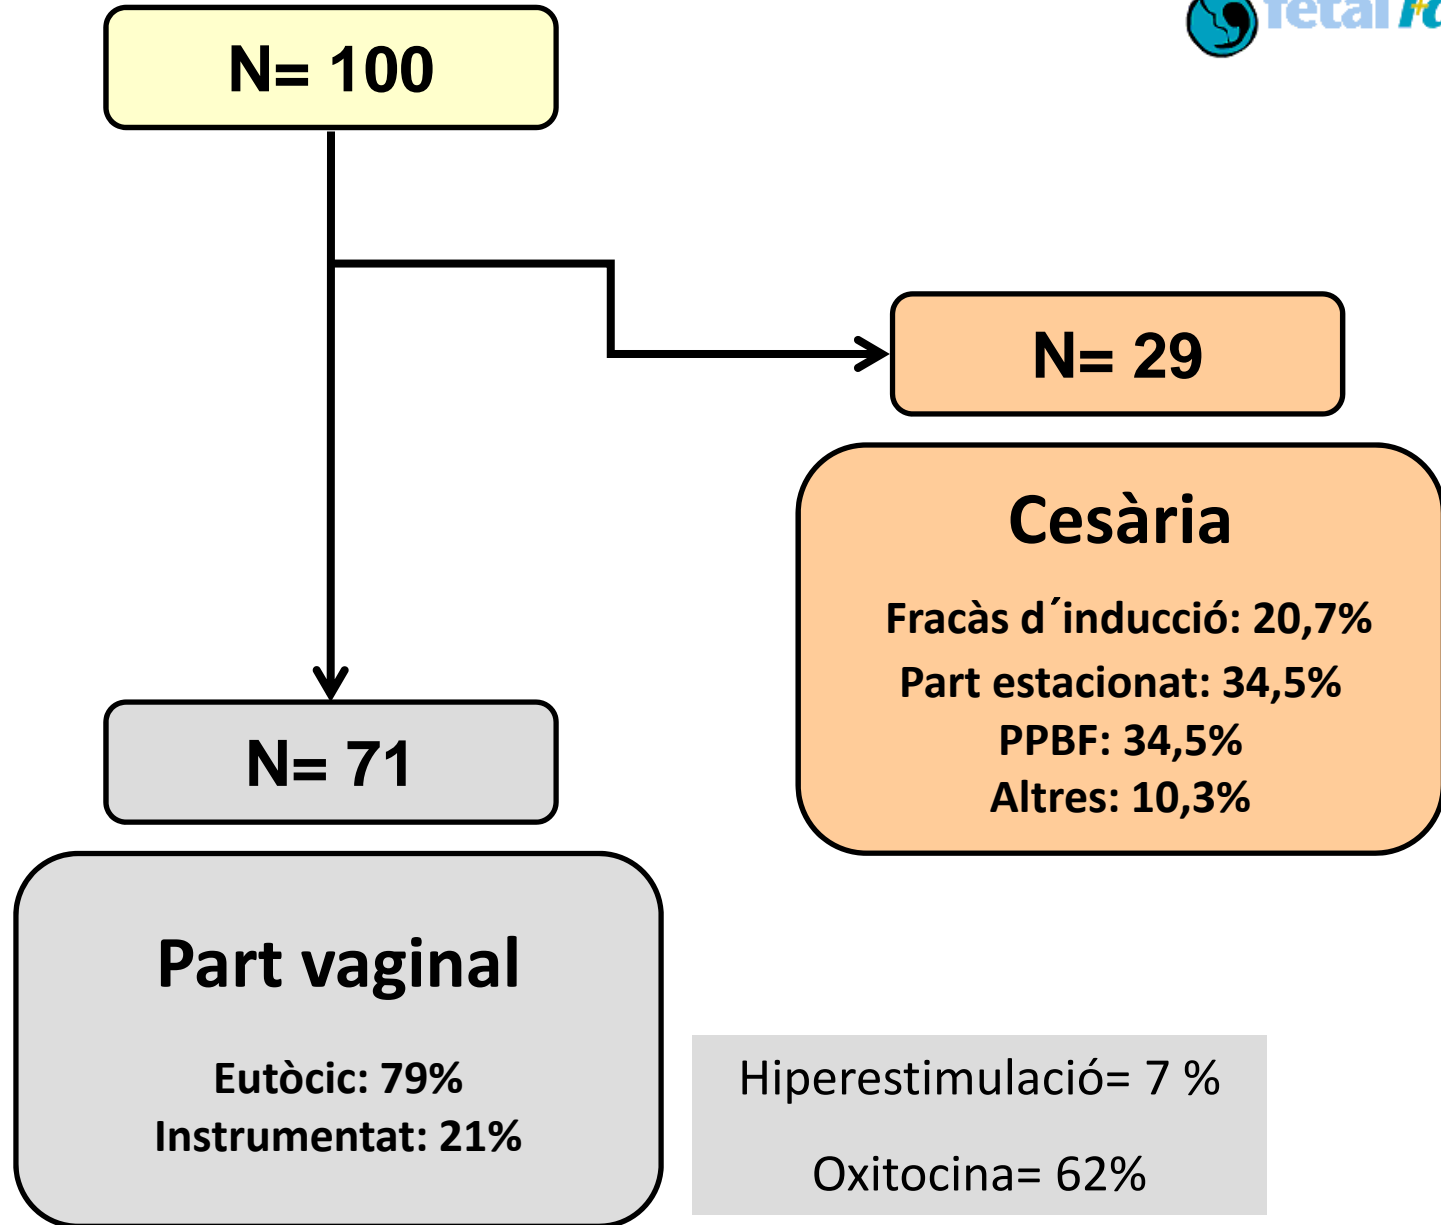 fetal
N= 100
N= 29
Cesària
Fracàs d´inducció: 20,7%
Part estacionat: 34,5%
PPBF: 34,5%
Altres: 10,3%
N= 71
Part vaginal
Eutòcic: 79%
Instrumentat: 21%
Hiperestimulació= 7 %
Oxitocina= 62%